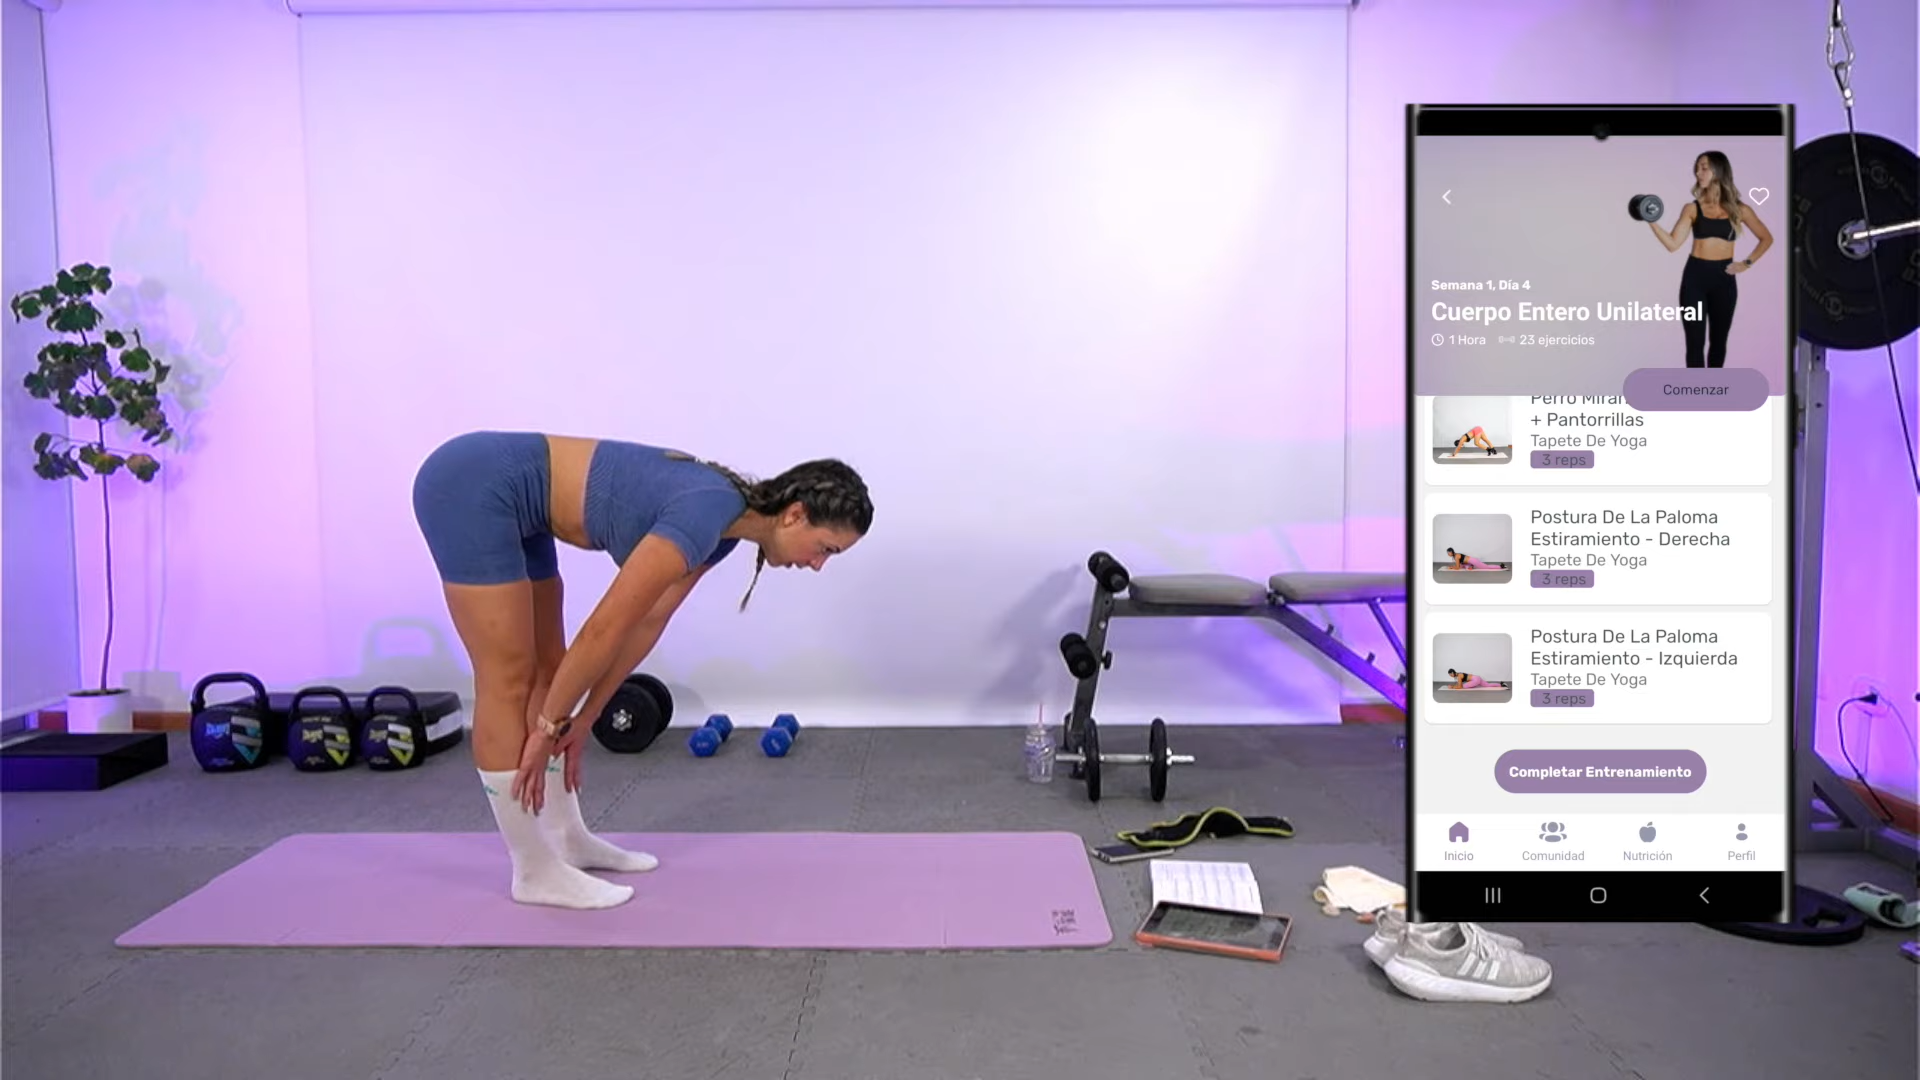 Semana 1, Día 4
Cuerpo Entero Unilateral
1 Hora 23 ejercicios
Comenzar
+ Pantorrillas
Tapete De Yoga
3 reps
Postura De La Paloma
Estiramiento - Derecha
Tapete De Yoga
3 reps
Postura De La Paloma
Estiramiento - Izquierda
Tapete De Yoga
3 reps
Completar Entrenamiento
Inicio Comunidad Nutrición Perfil